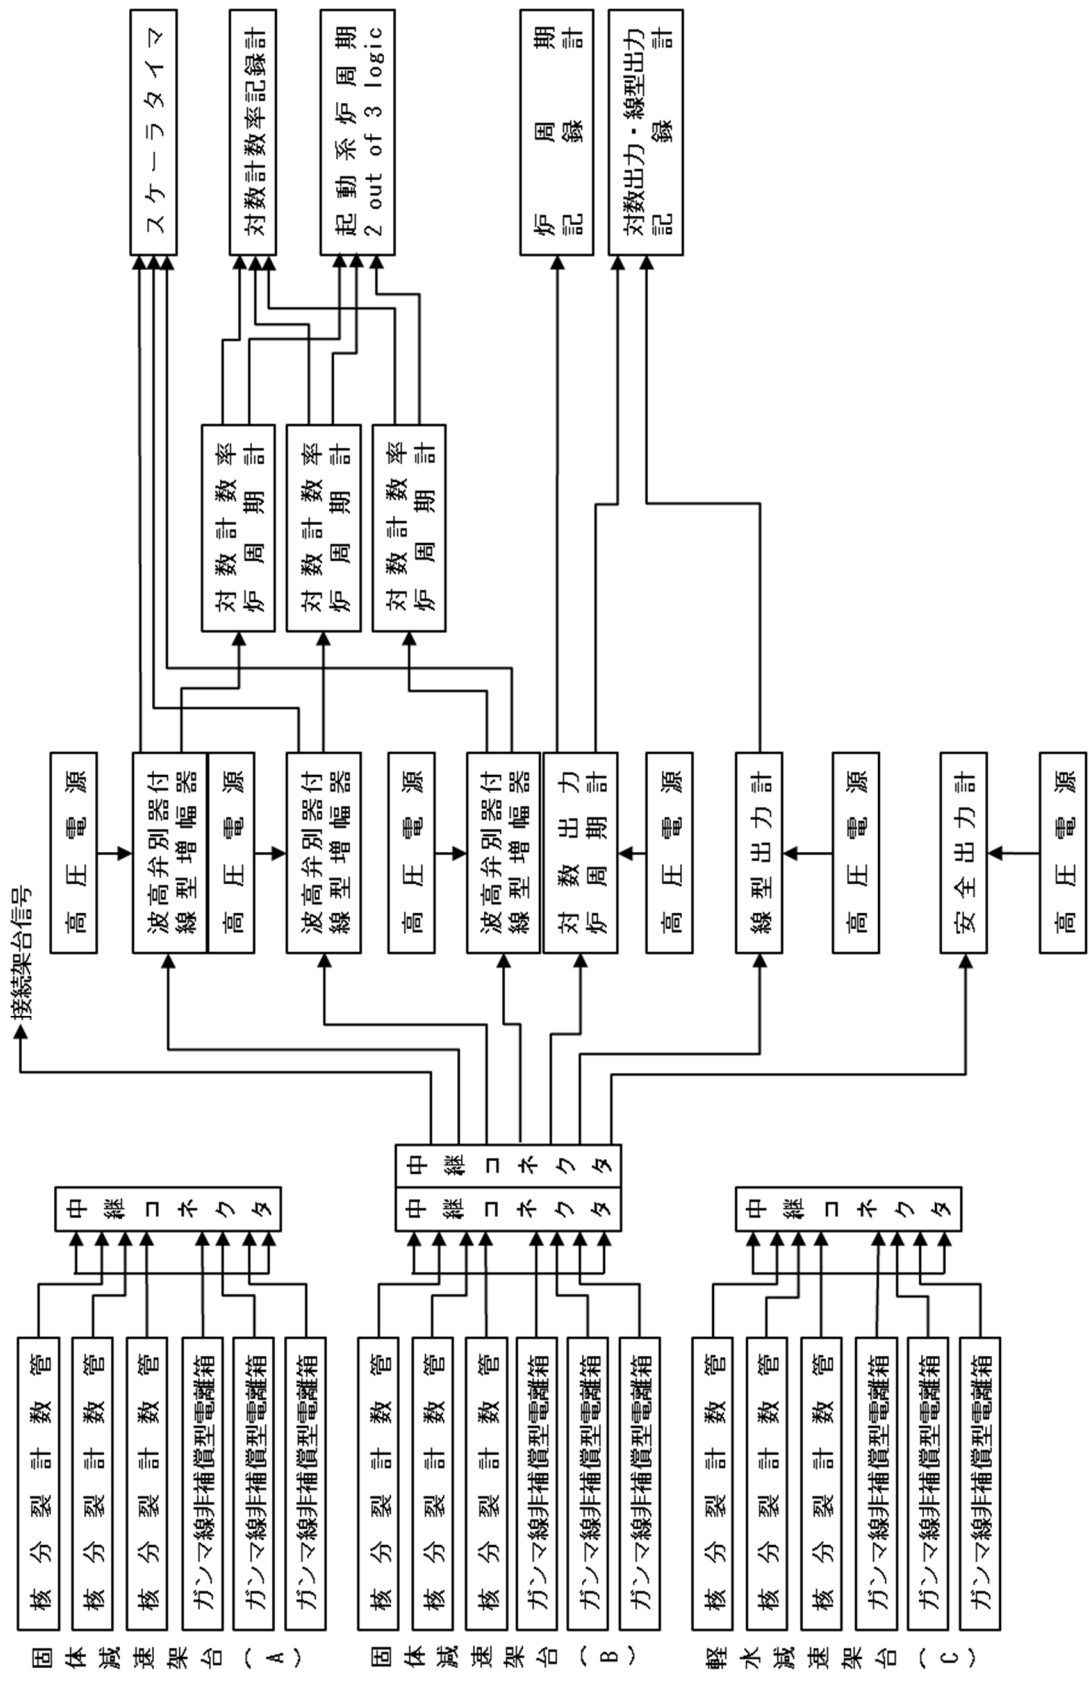 固体減速架台(A)
核分裂計数管
核分裂計数管
核分裂計数管
ガンマ線非補償型電離箱
ガンマ線非補償型電離箱
ガンマ線非補償型電離箱
中継コネクタ
固体減速架台(B)
核分裂計数管
核分裂計数管
核分裂計数管
ガンマ線非補償型電離箱
ガンマ線非補償型電離箱
ガンマ線非補償型電離箱
中継コネクタ
中継コネクタ
軽水減速架台(C)
核分裂計数管
核分裂計数管
核分裂計数管
ガンマ線非補償型電離箱
ガンマ線非補償型電離箱
ガンマ線非補償型電離箱
中継コネクタ
接続架台信号
高圧電源
波高弁別器付
線型増幅器
高圧電源
波高弁別器付
線型増幅器
高圧電源
波高弁別器付
線型増幅器
対数出力
炉周期計
高圧電源
線型出力計
高圧電源
安全出力計
高圧電源
対数計数率
炉周期計
対数計数率
炉周期計
対数計数率
炉周期計
スケーラタイマ
対数計数率記録計
起動系炉周期
2 out of 3 logic
炉周期
記録計
対数出力・線型出力
記録計